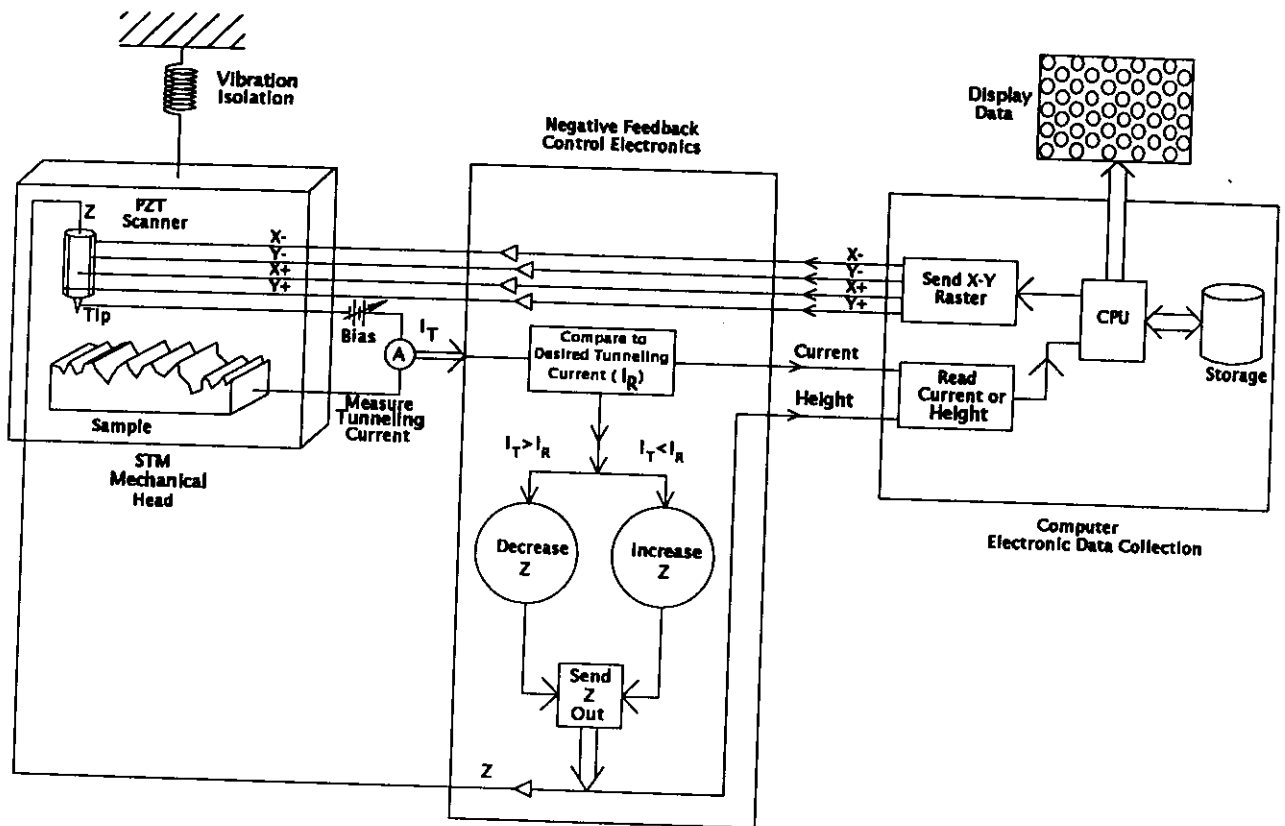 Vibration
Isolation
Display
Data
Negative Feedback
Control Electronics
PZT
Scanner
Z
X-
Y-
X+
Y+
X-
Y-
X+
Y+
Send X-Y
Raster
CPU
Storage
Tip
Bias
I_T
A
Compare to
Desired Tunneling
Current ( I_R )
Current
Height
Read
Current or
Height
Sample
Measure
Tunneling
Current
STM
Mechanical
Head
I_T>I_R
I_T<I_R
Decrease
Z
Increase
Z
Computer
Electronic Data Collection
Send
Z
Out
Z